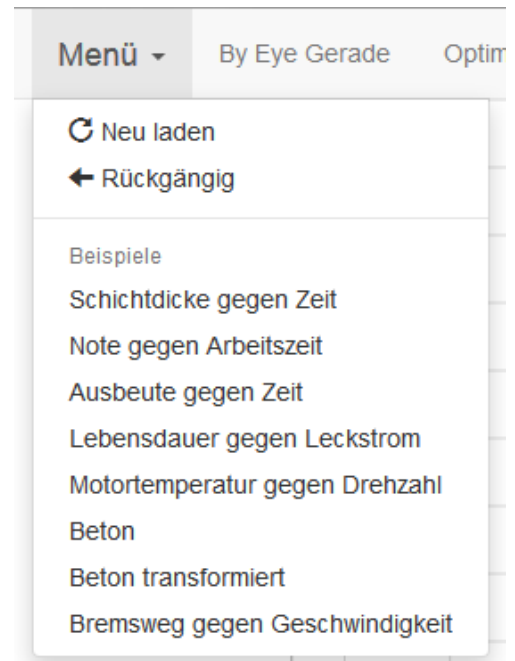 Menü By Eye Gerade Optim
Neu laden
Rückgängig
Beispiele
Schichtdicke gegen Zeit
Note gegen Arbeitszeit
Ausbeute gegen Zeit
Lebensdauer gegen Leckstrom
Motortemperatur gegen Drehzahl
Beton
Beton transformiert
Bremsweg gegen Geschwindigkeit